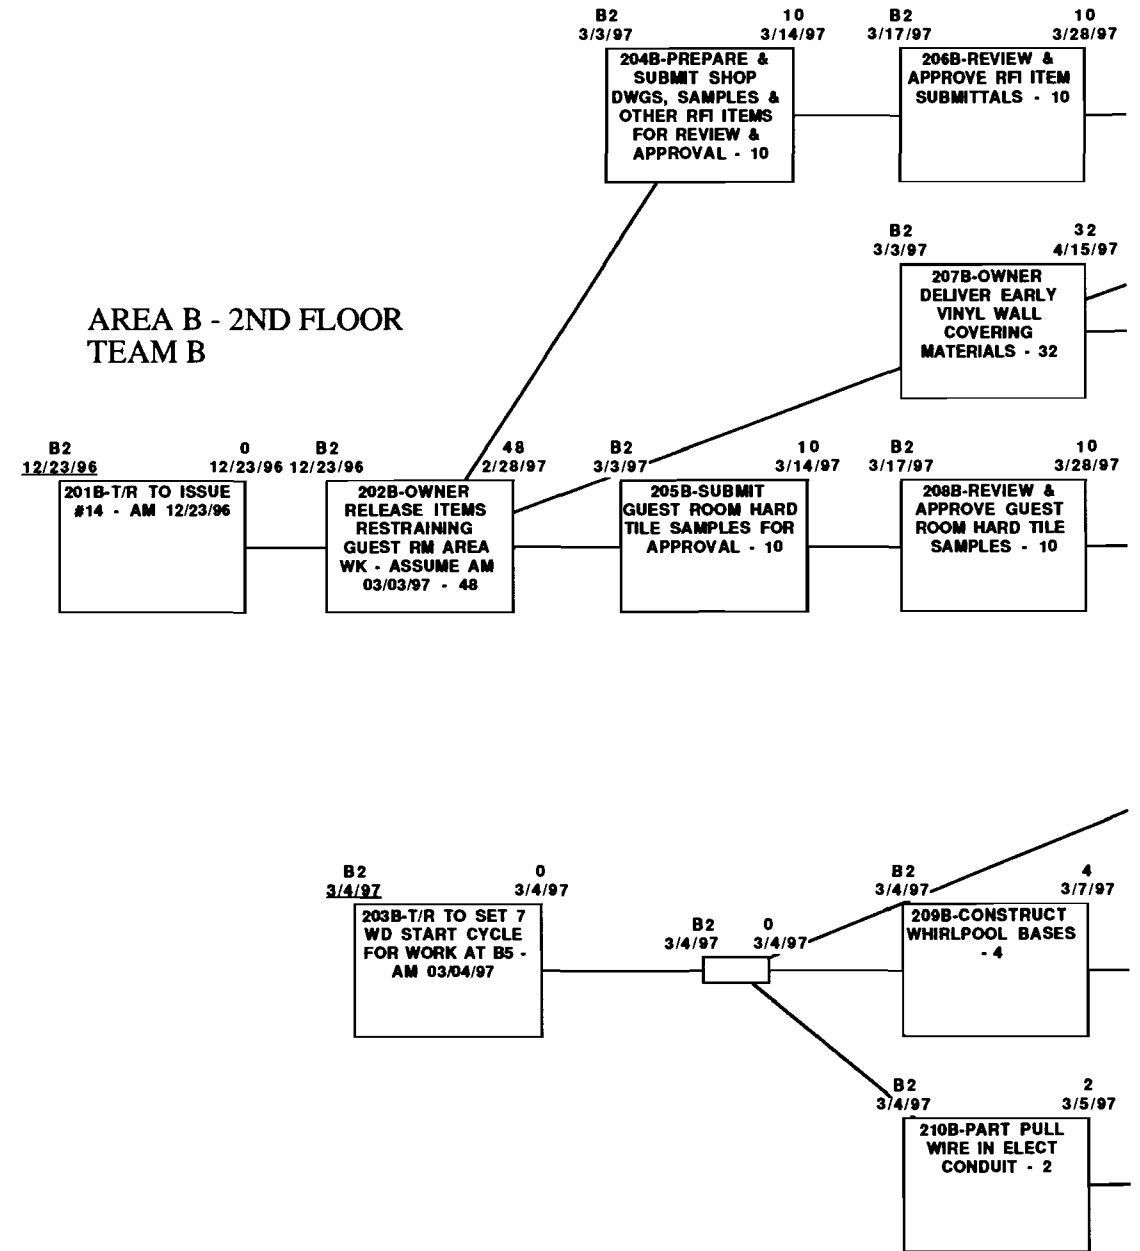 B2 10
3/3/97 3/14/97
204B-PREPARE &
SUBMIT SHOP
DWGS, SAMPLES &
OTHER RFI ITEMS
FOR REVIEW &
APPROVAL - 10
B2 10
3/17/97 3/28/97
206B-REVIEW &
APPROVE RFI ITEM
SUBMITTALS - 10
B2 32
3/3/97 4/15/97
207B-OWNER
DELIVER EARLY
VINYL WALL
COVERING
MATERIALS - 32
AREA B - 2ND FLOOR
TEAM B
B2 0
12/23/96 12/23/96
201B-T/R TO ISSUE
#14 - AM 12/23/96
B2 48
12/23/96 2/28/97
202B-OWNER
RELEASE ITEMS
RESTRAINING
GUEST RM AREA
WK - ASSUME AM
03/03/97 - 48
B2 10
3/3/97 3/14/97
205B-SUBMIT
GUEST ROOM HARD
TILE SAMPLES FOR
APPROVAL - 10
B2 10
3/17/97 3/28/97
208B-REVIEW &
APPROVE GUEST
ROOM HARD TILE
SAMPLES - 10
B2 0
3/4/97 3/4/97
203B-T/R TO SET 7
WD START CYCLE
FOR WORK AT B5 -
AM 03/04/97
B2 0
3/4/97 3/4/97
B2 4
3/4/97 3/7/97
209B-CONSTRUCT
WHIRLPOOL BASES
- 4
B2 2
3/4/97 3/5/97
210B-PART PULL
WIRE IN ELECT
CONDUIT - 2